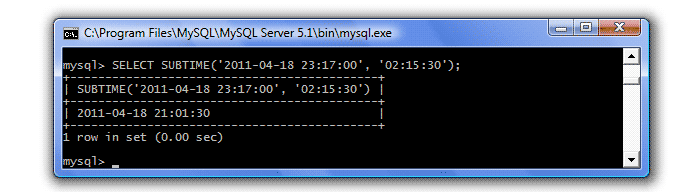 C:\Program Files\MySQL\MySQL Server 5.1\bin\mysql.exe
mysql> SELECT SUBTIME('2011-04-18 23:17:00', '02:15:30');
+----------------------------------------------+
| SUBTIME('2011-04-18 23:17:00', '02:15:30') |
+----------------------------------------------+
| 2011-04-18 21:01:30 |
+----------------------------------------------+
1 row in set (0.00 sec)
mysql> _